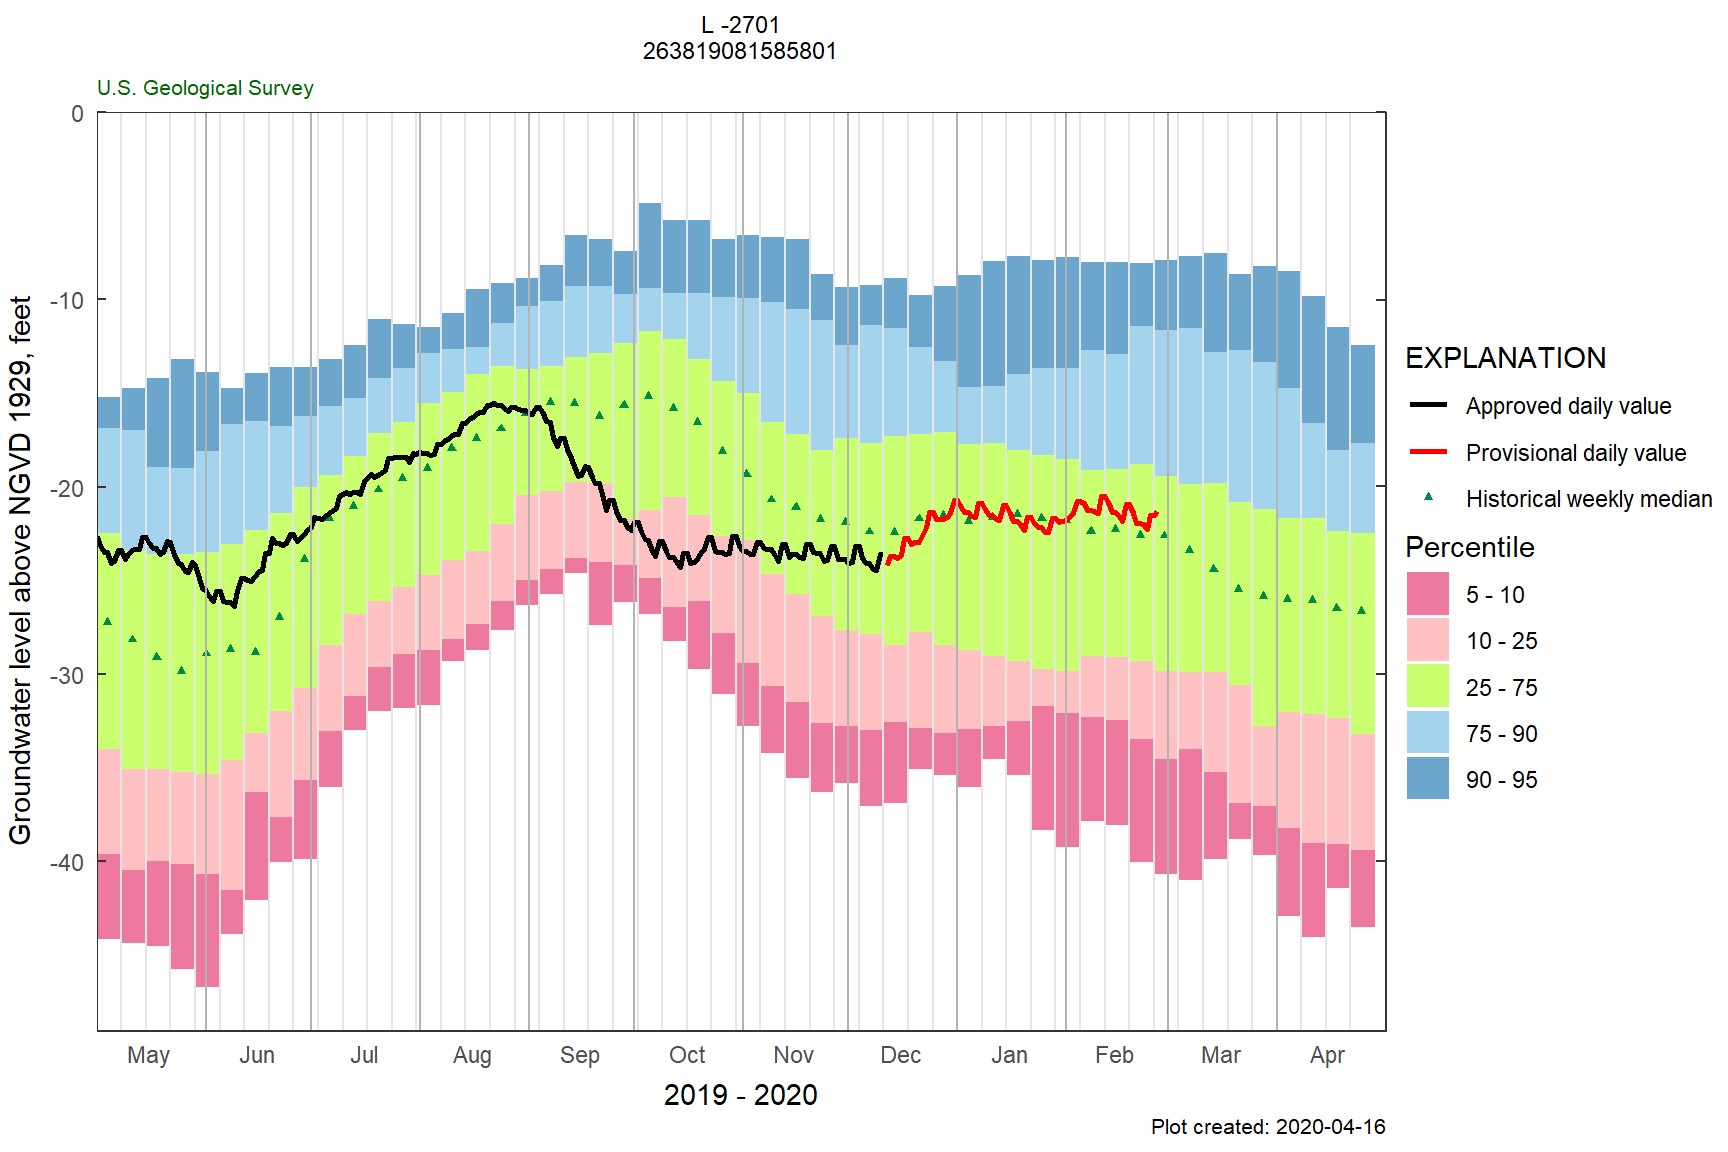 L -2701
263819081585801
U.S. Geological Survey
Groundwater level above NGVD 1929, feet
0
-10
-20
-30
-40
May Jun Jul Aug Sep Oct Nov Dec Jan Feb Mar Apr
2019 - 2020
EXPLANATION
Approved daily value
Provisional daily value
Historical weekly median
Percentile
5 - 10
10 - 25
25 - 75
75 - 90
90 - 95
Plot created: 2020-04-16